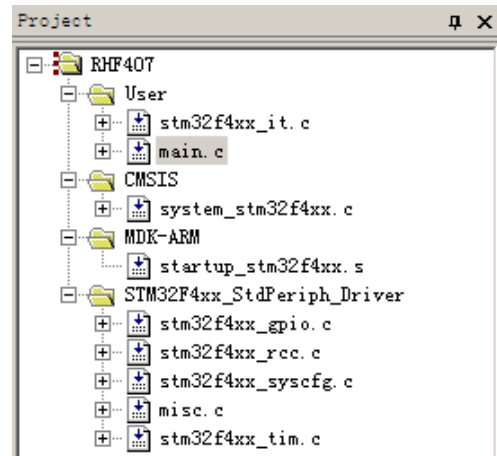 Project
RHF407
User
stm32f4xx_it.c
main.c
CMSIS
system_stm32f4xx.c
MDK-ARM
startup_stm32f4xx.s
STM32F4xx_StdPeriph_Driver
stm32f4xx_gpio.c
stm32f4xx_rcc.c
stm32f4xx_syscfg.c
misc.c
stm32f4xx_tim.c